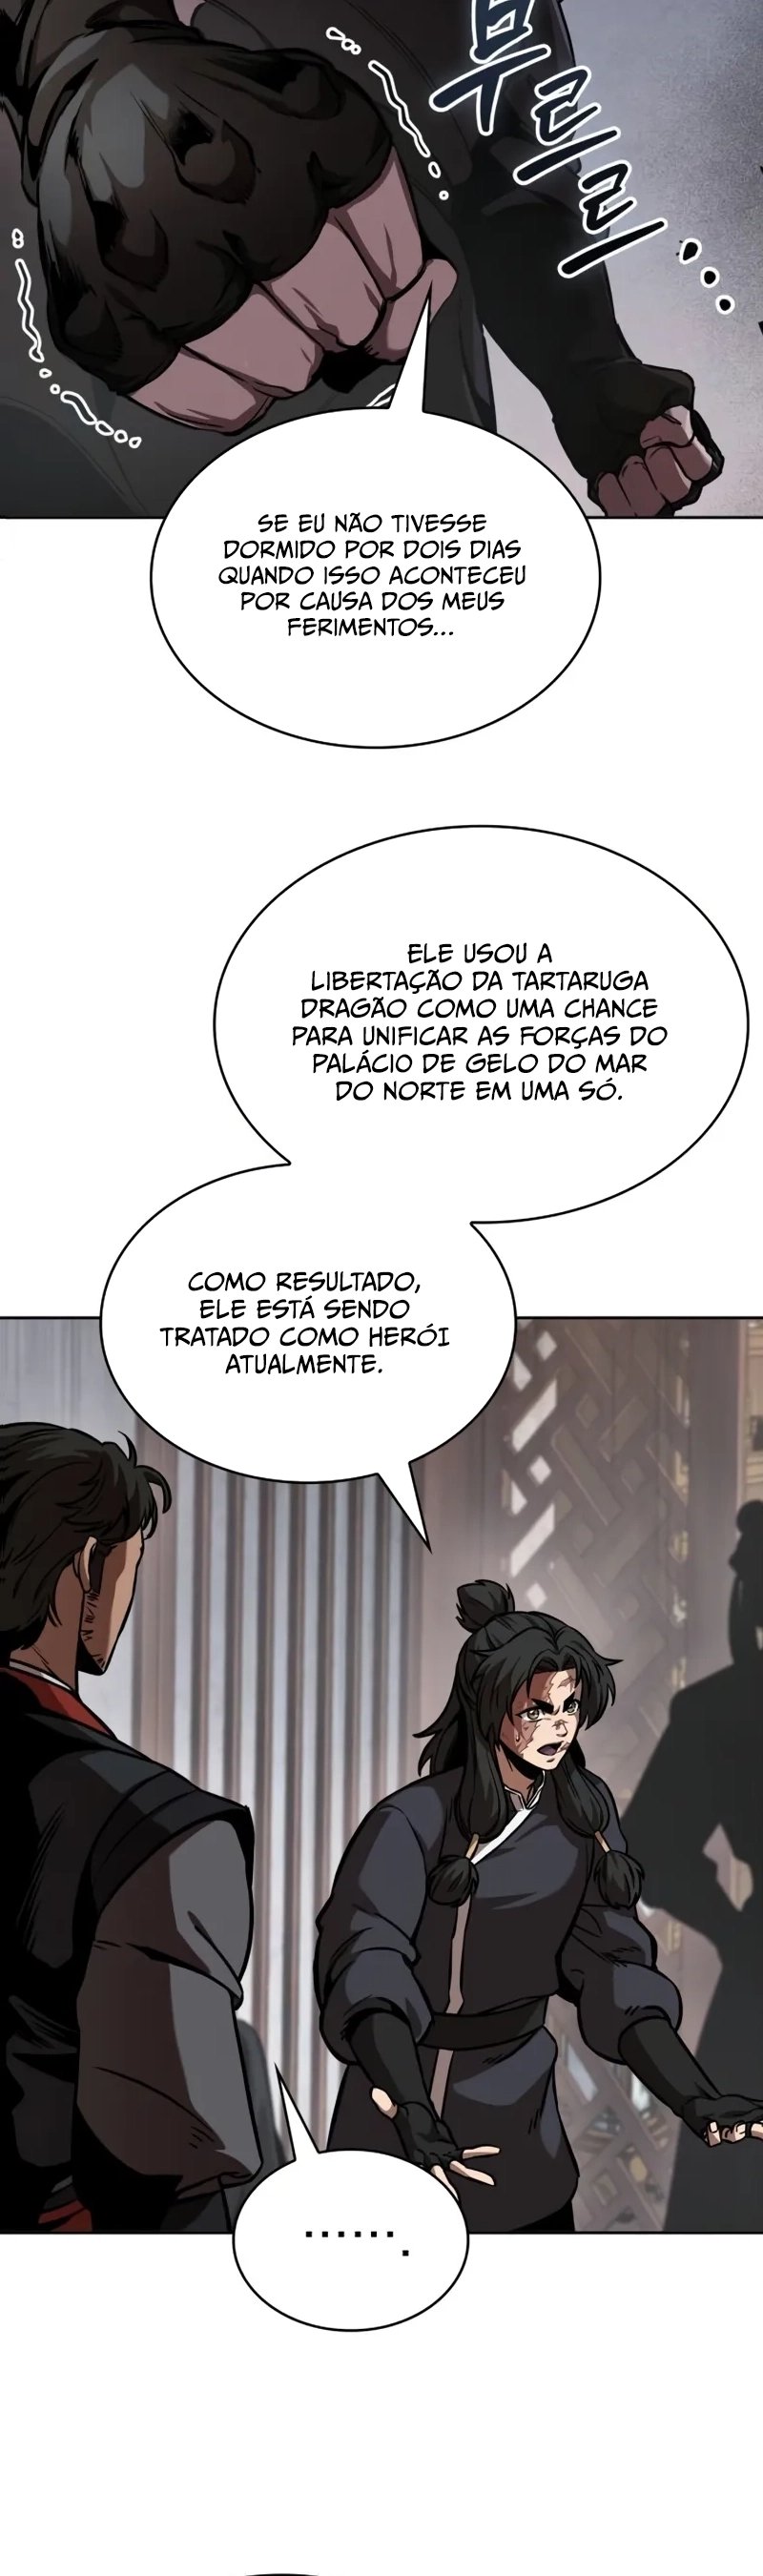 부르르...
SE EU NÃO TIVESSE
DORMIDO POR DOIS DIAS
QUANDO ISSO ACONTECEU
POR CAUSA DOS MEUS
FERIMENTOS...
ELE USOU A
LIBERTAÇÃO DA TARTARUGA
DRAGÃO COMO UMA CHANCE
PARA UNIFICAR AS FORÇAS DO
PALÁCIO DE GELO DO MAR
DO NORTE EM UMA SÓ.
COMO RESULTADO,
ELE ESTÁ SENDO
TRATADO COMO HERÓI
ATUALMENTE.
......
.